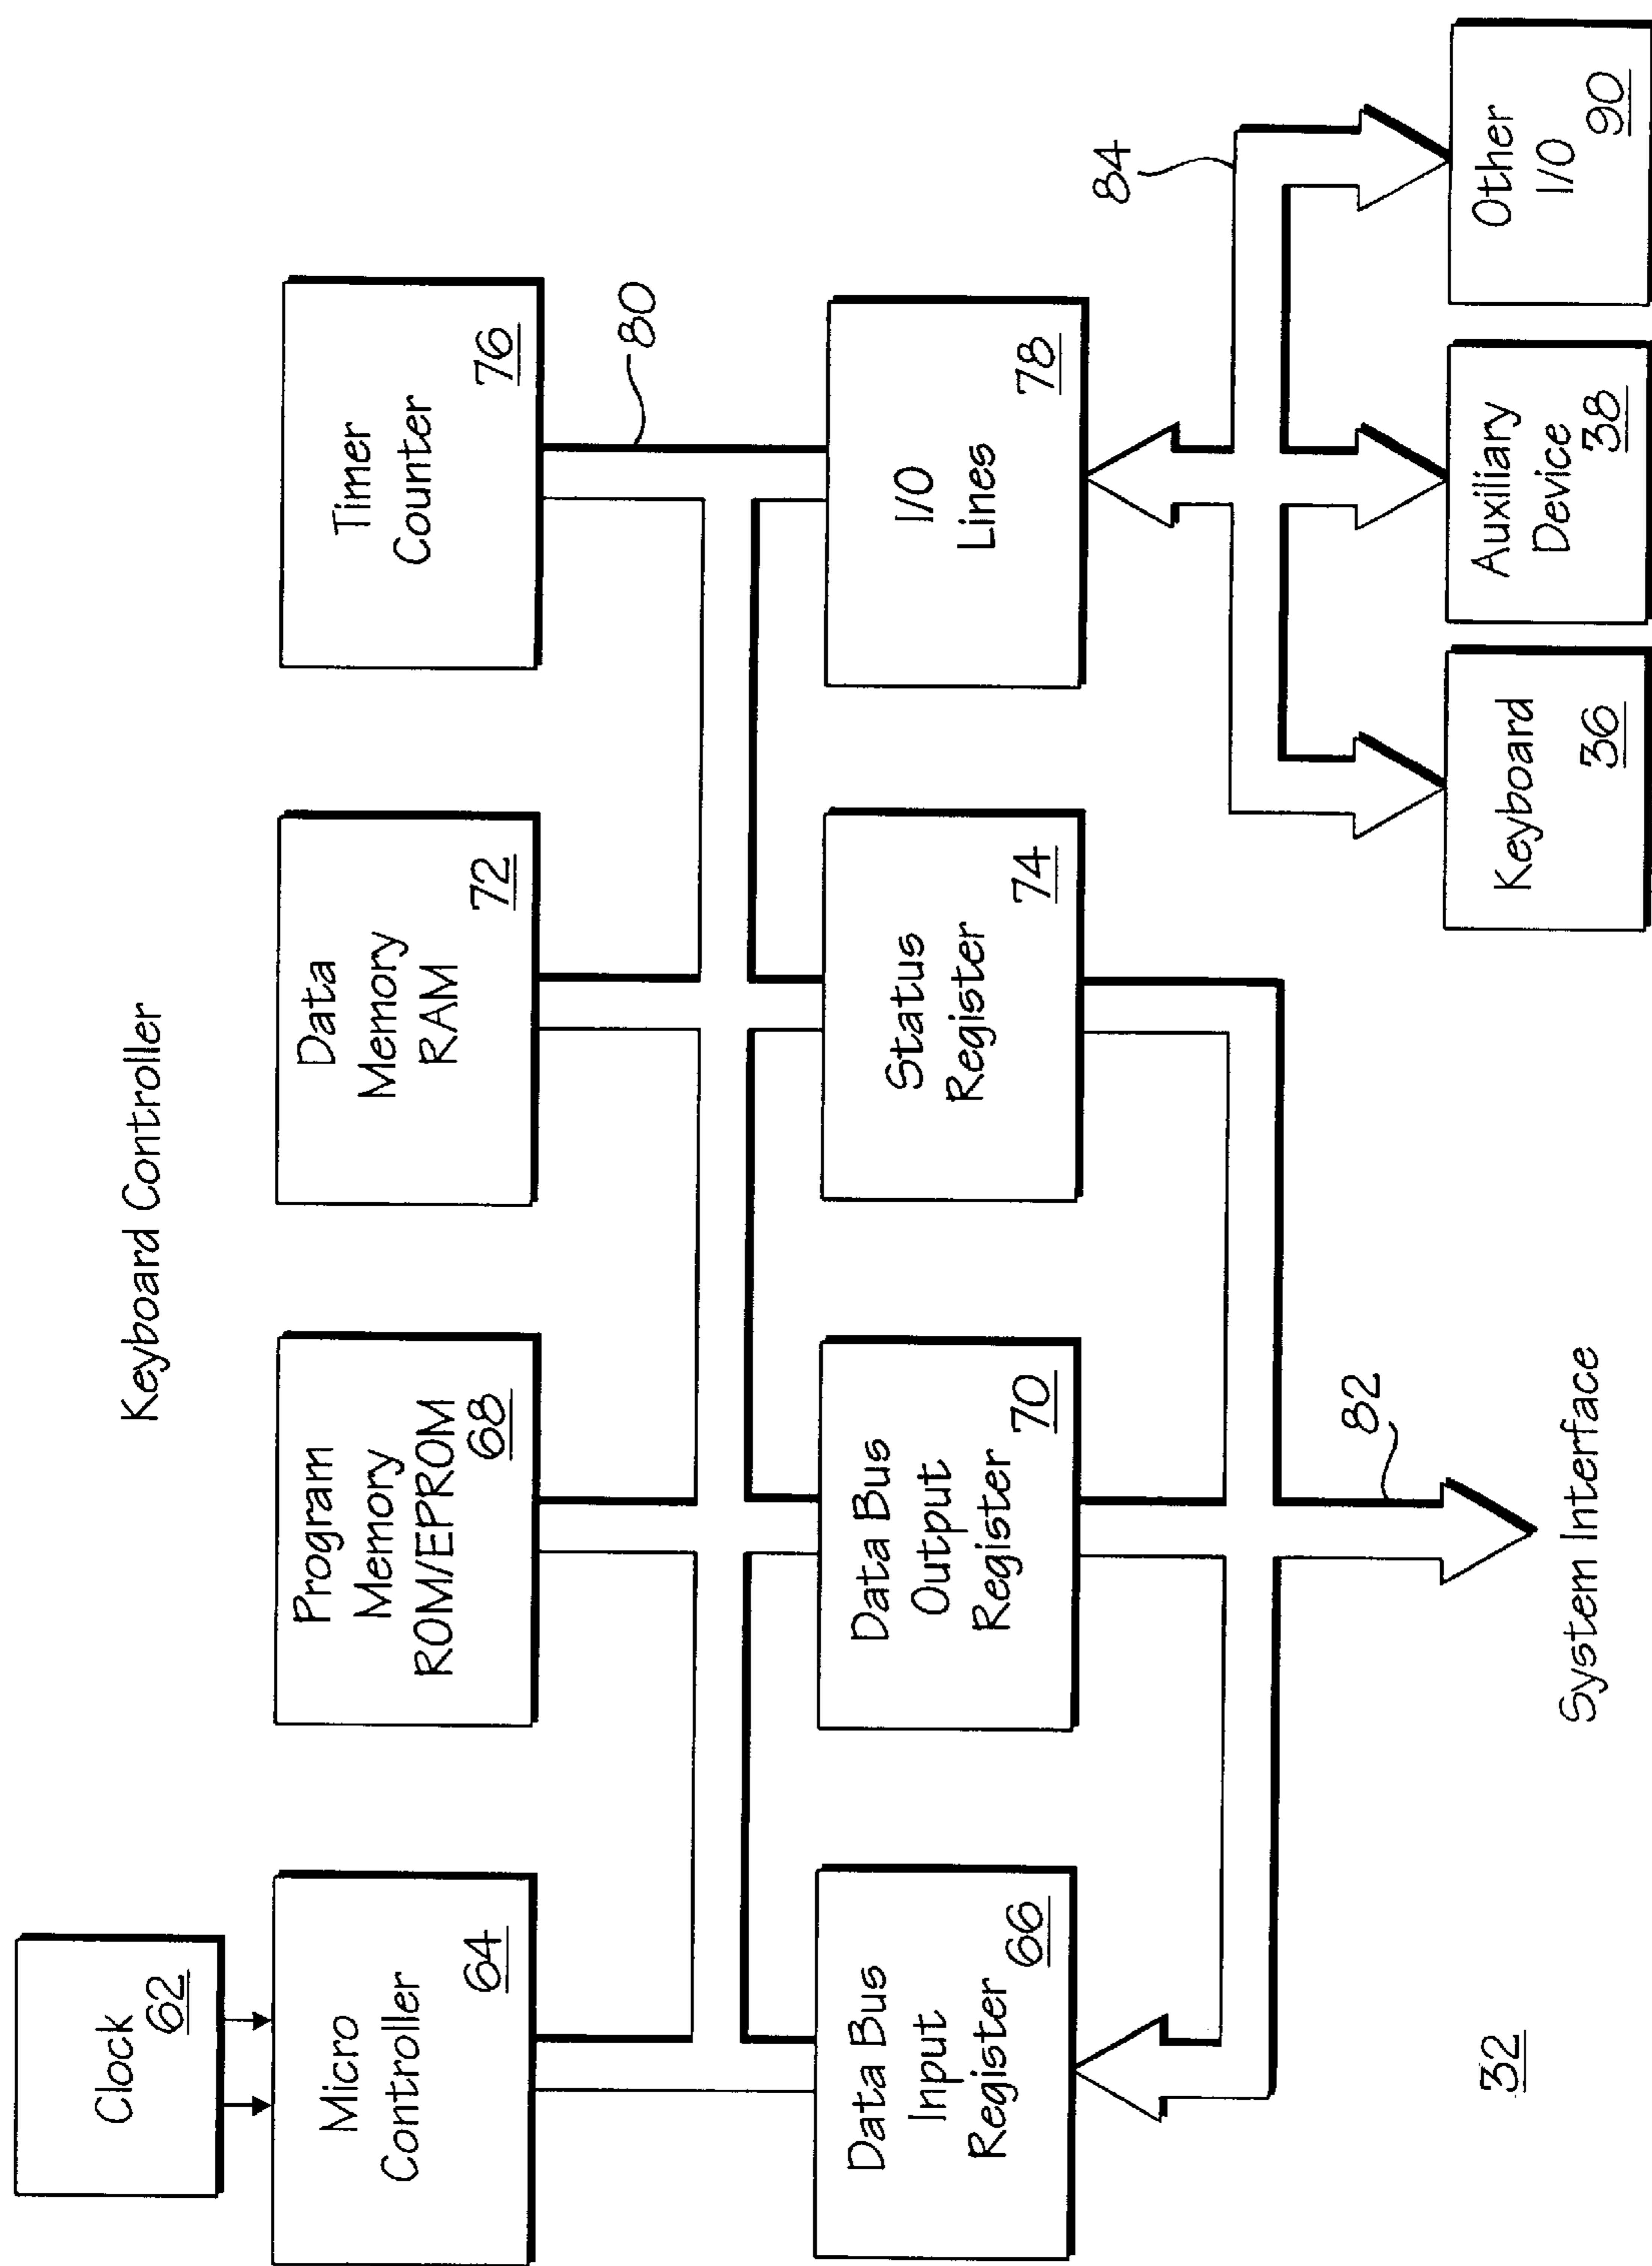 Keyboard Controller
Clock
62
Micro
Controller
64
Program
Memory
ROM/EPROM
68
Data
Memory
RAM
72
Timer
Counter
76
80
Data Bus
Input
Register
66
Data Bus
Output
Register
70
Status
Register
74
I/O
Lines
78
84
82
System Interface
Keyboard
36
Auxiliary
Device
38
Other
I/O
90
32